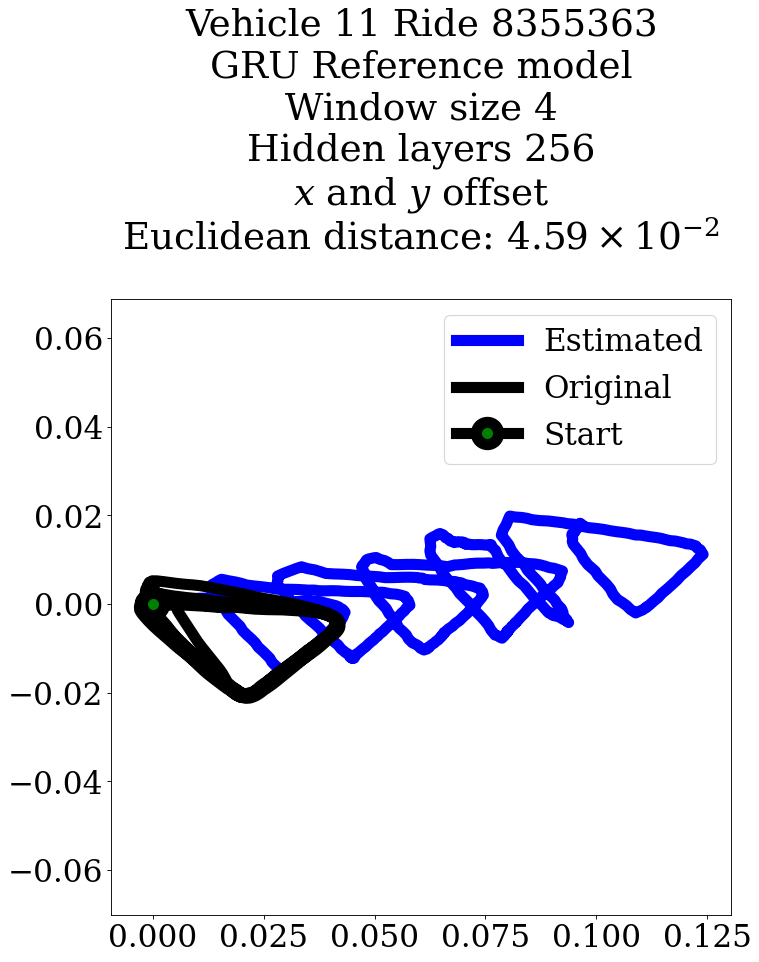 Vehicle 11 Ride 8355363
GRU Reference model
Window size 4
Hidden layers 256
x and y offset
Euclidean distance: 4.59 × 10⁻²
Estimated
Original
Start
0.06
0.04
0.02
0.00
−0.02
−0.04
−0.06
0.000 0.025 0.050 0.075 0.100 0.125